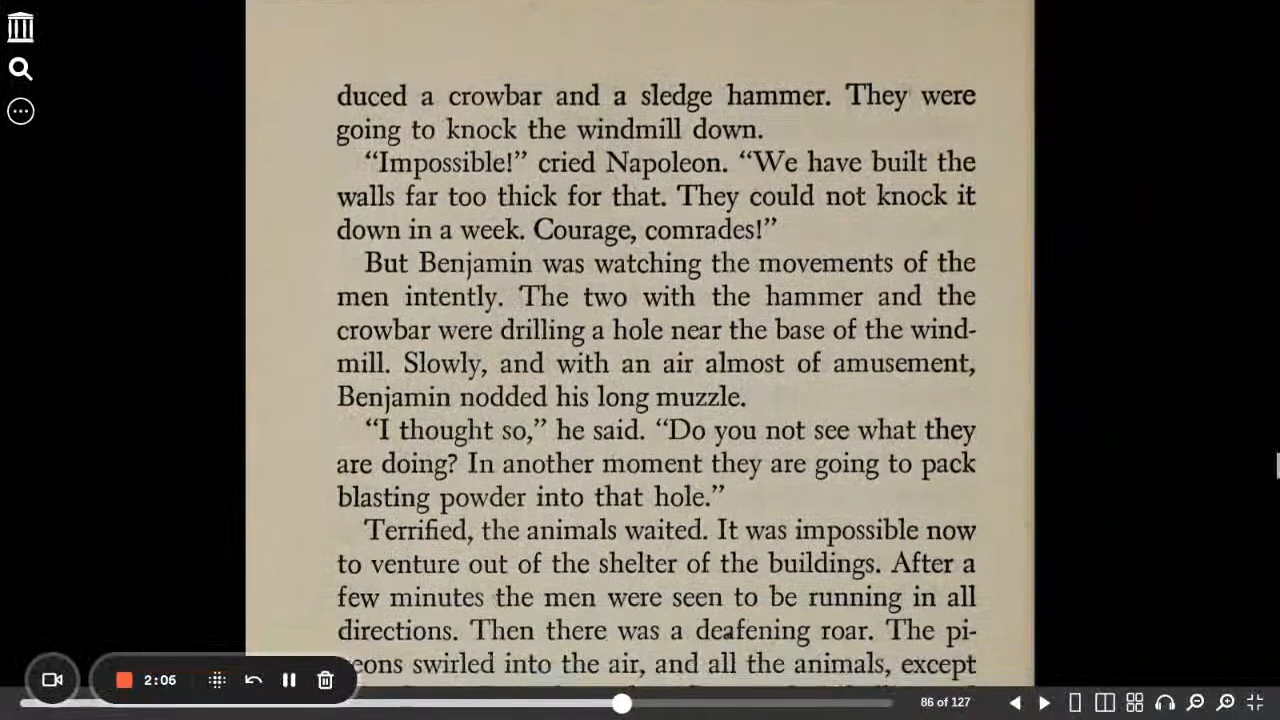 duced a crowbar and a sledge hammer. They were
going to knock the windmill down.
“Impossible!” cried Napoleon. “We have built the
walls far too thick for that. They could not knock it
down in a week. Courage, comrades!”
But Benjamin was watching the movements of the
men intently. The two with the hammer and the
crowbar were drilling a hole near the base of the wind-
mill. Slowly, and with an air almost of amusement,
Benjamin nodded his long muzzle.
“I thought so,” he said. “Do you not see what they
are doing? In another moment they are going to pack
blasting powder into that hole.”
Terrified, the animals waited. It was impossible now
to venture out of the shelter of the buildings. After a
few minutes the men were seen to be running in all
directions. Then there was a deafening roar. The pi-
eons swirled into the air, and all the animals, except
2:06
86 of 127